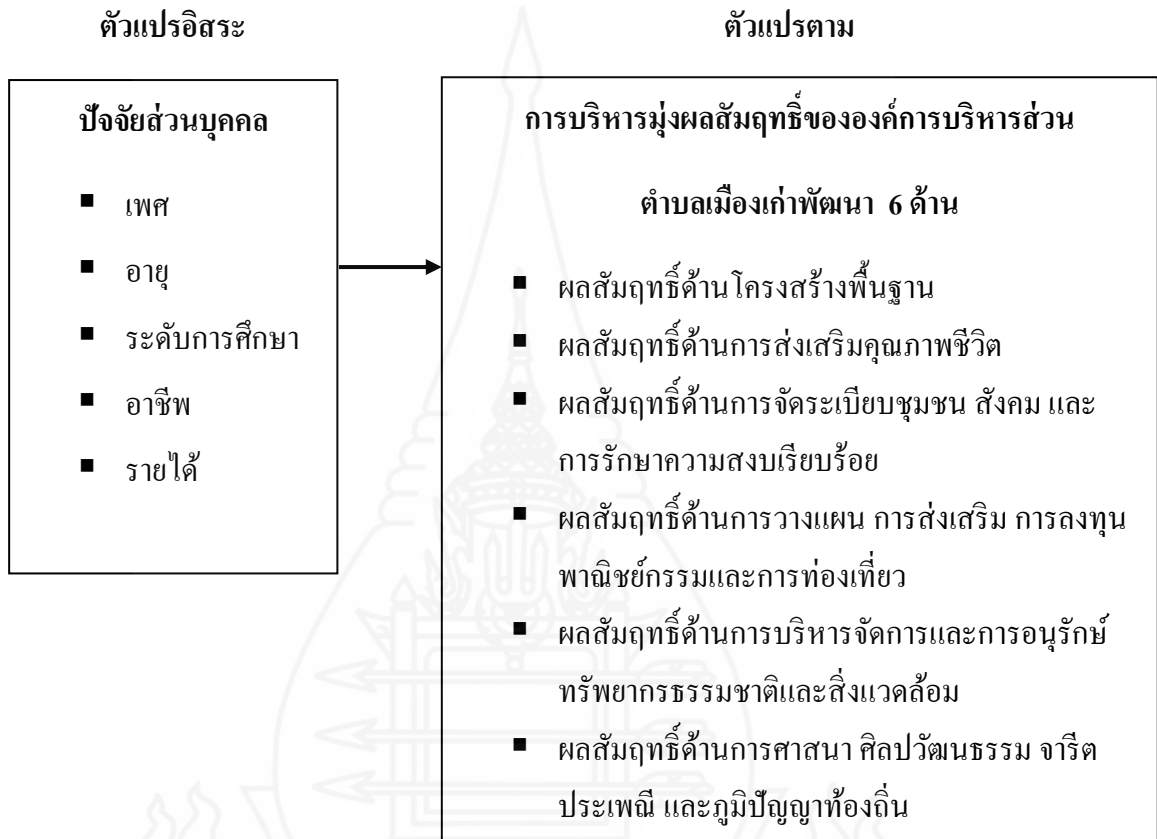 ตัวแปรอิสระ
ตัวแปรตาม
ปัจจัยส่วนบุคคล
■ เพศ
■ อายุ
■ ระดับการศึกษา
■ อาชีพ
■ รายได้
การบริหารมุ่งผลสัมฤทธิ์ขององค์การบริหารส่วน
ตำบลเมืองเก่าพัฒนา 6 ด้าน
■ ผลสัมฤทธิ์ด้านโครงสร้างพื้นฐาน
■ ผลสัมฤทธิ์ด้านการส่งเสริมคุณภาพชีวิต
■ ผลสัมฤทธิ์ด้านการจัดระเบียบชุมชน สังคม และ
การรักษาความสงบเรียบร้อย
■ ผลสัมฤทธิ์ด้านการวางแผน การส่งเสริม การลงทุน
พาณิชย์กรรมและการท่องเที่ยว
■ ผลสัมฤทธิ์ด้านการบริหารจัดการและการอนุรักษ์
ทรัพยากรธรรมชาติและสิ่งแวดล้อม
■ ผลสัมฤทธิ์ด้านการศาสนา ศิลปวัฒนธรรม จารีต
ประเพณี และภูมิปัญญาท้องถิ่น